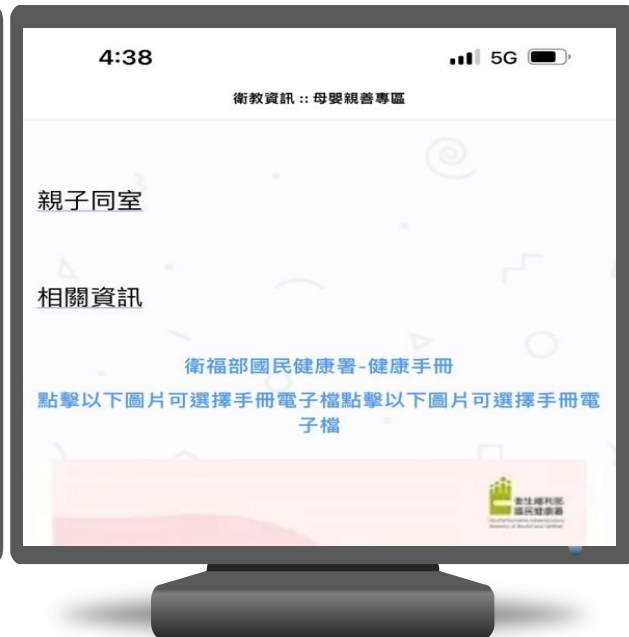 4:38
5G
衛教資訊 :: 母嬰親善專區
親子同室
相關資訊
衛福部國民健康署-健康手冊
點擊以下圖片可選擇手冊電子檔點擊以下圖片可選擇手冊電
子檔
衛生福利部
國民健康署